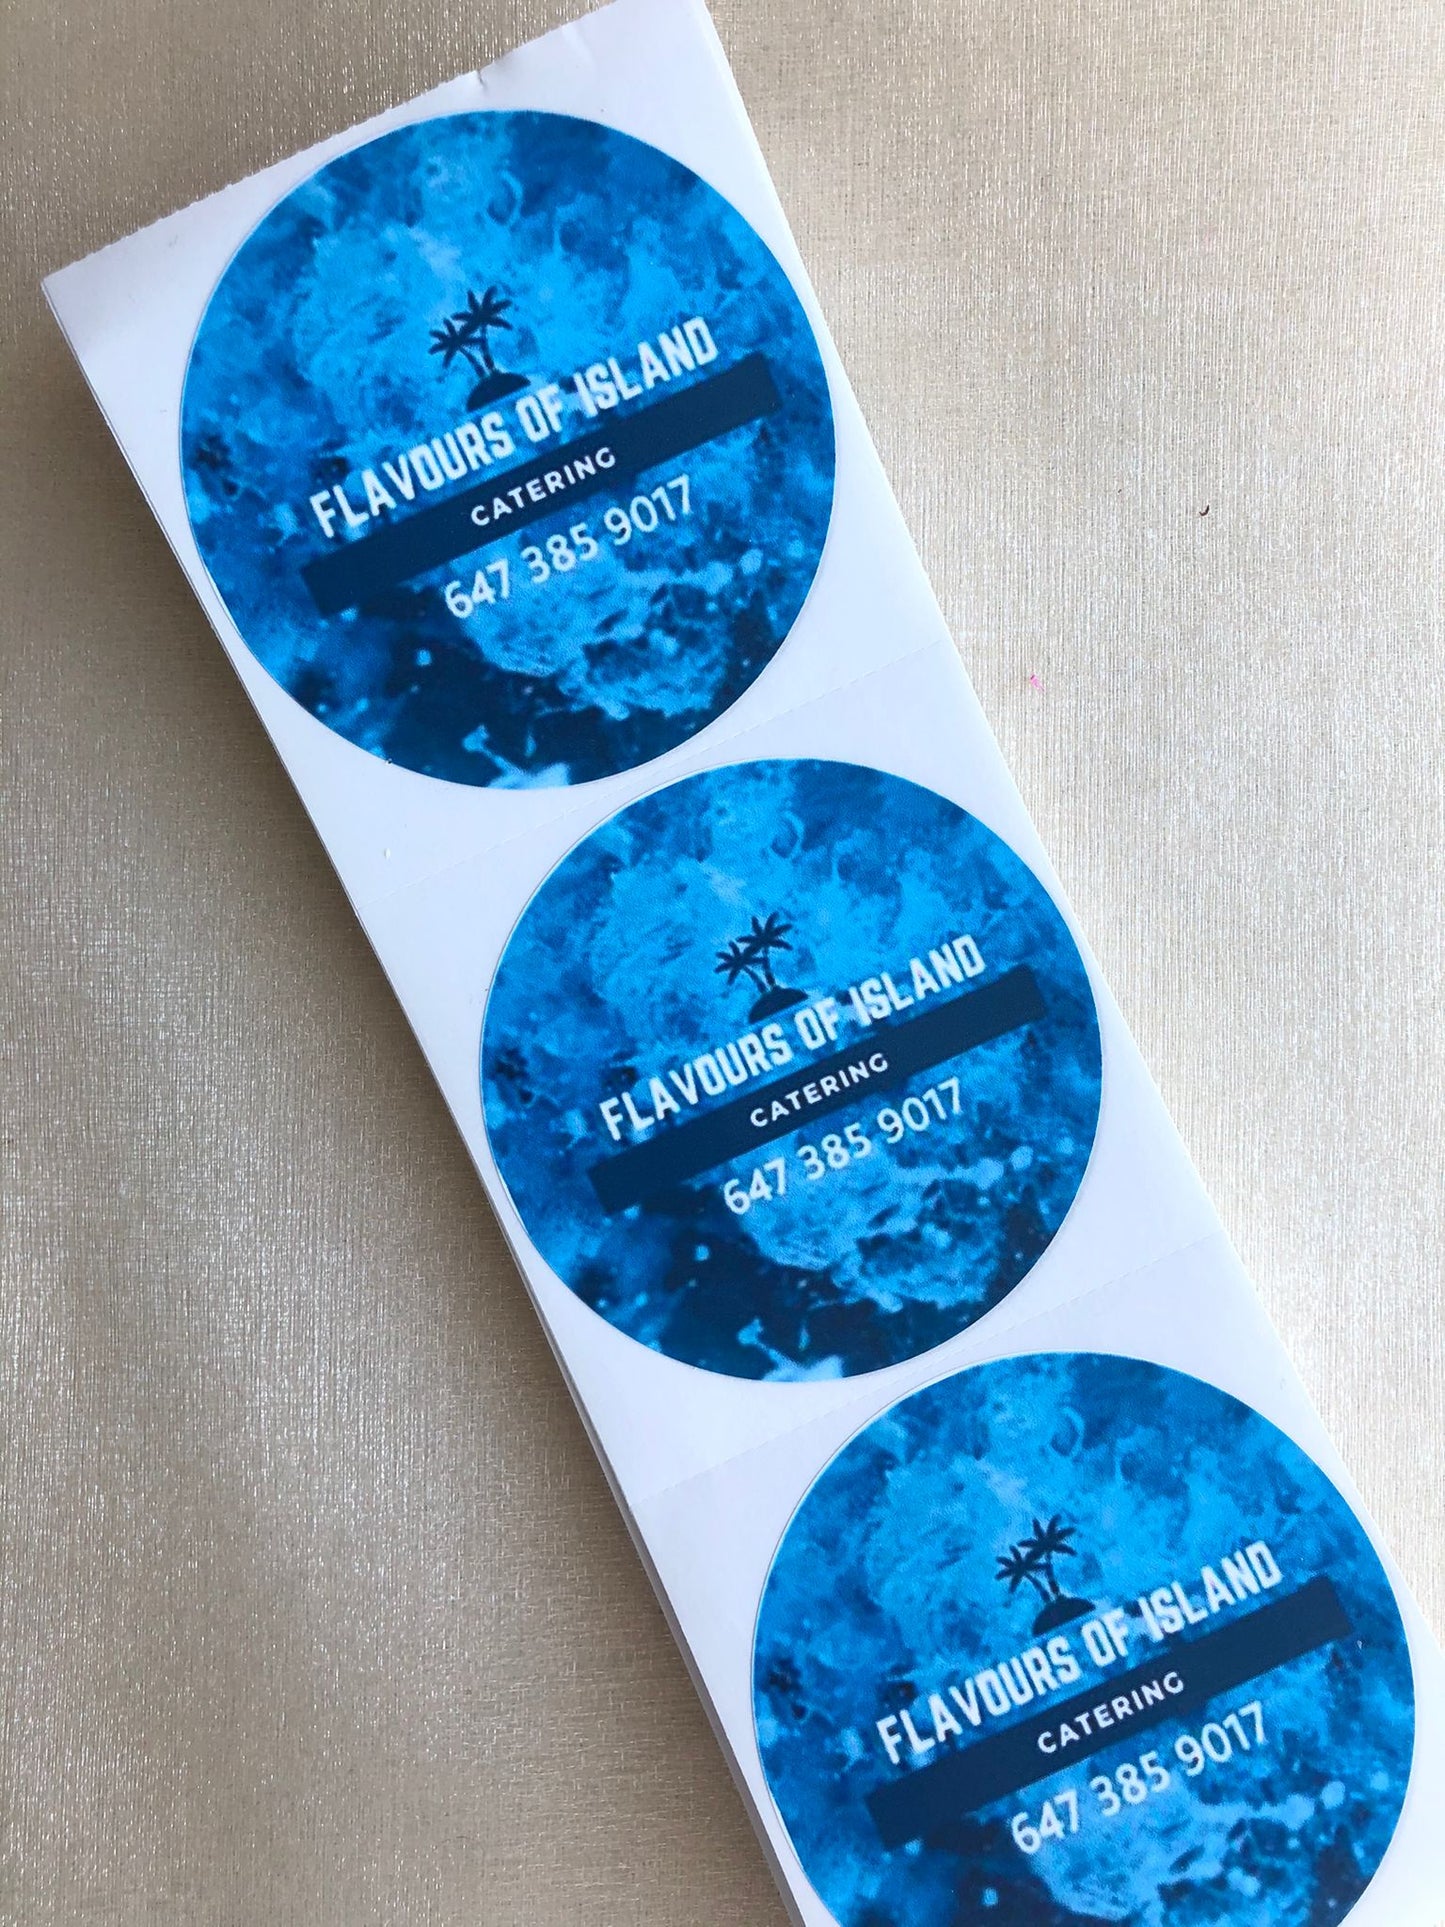 FLAVOURS OF ISLAND
CATERING
647 385 9017
FLAVOURS OF ISLAND
CATERING
647 385 9017
FLAVOURS OF ISLAND
CATERING
647 385 9017